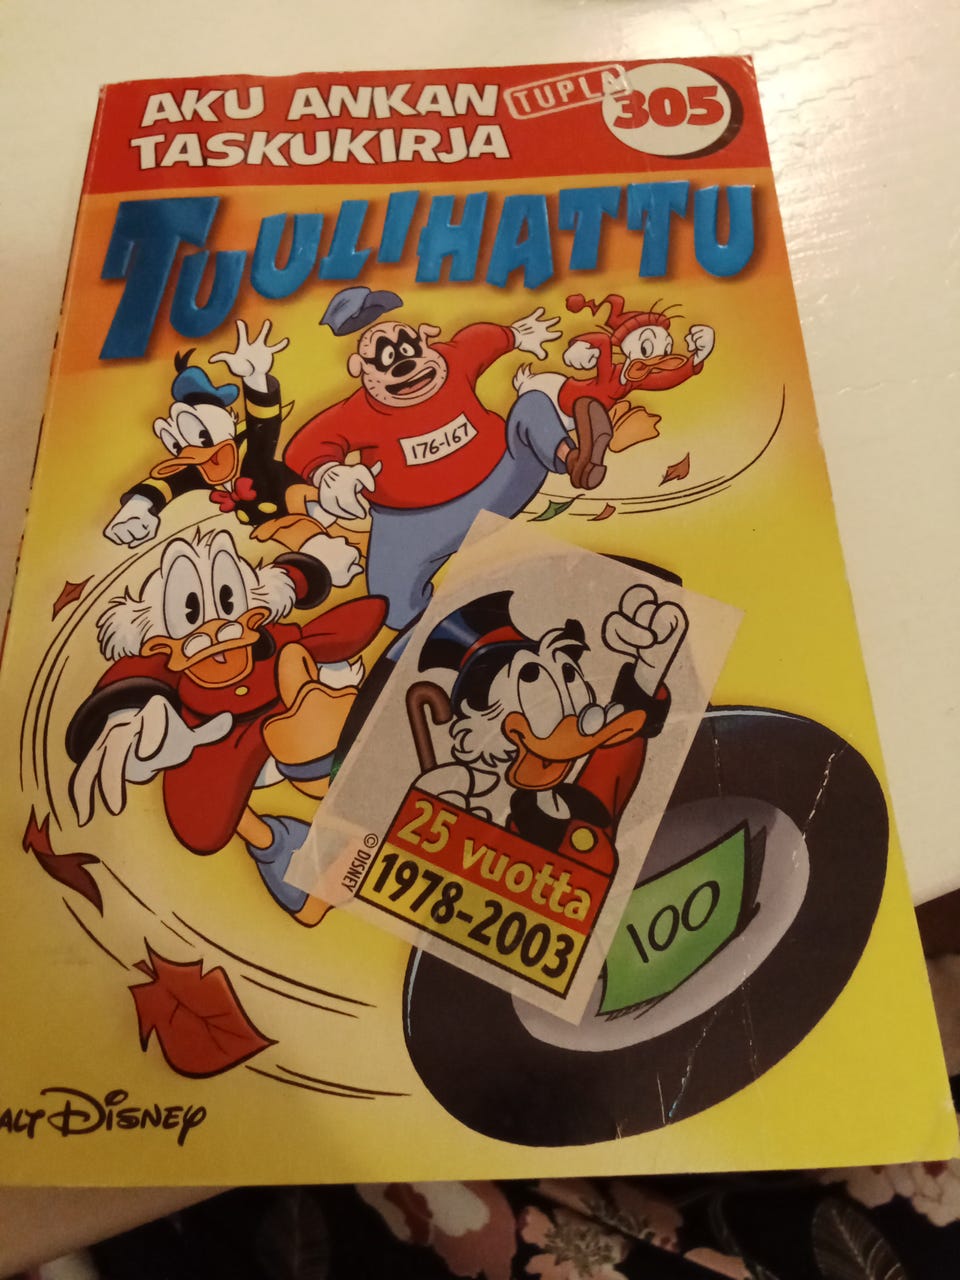 AKU ANKAN
TASKUKIRJA
TUPLA
305
TUULIHATTU
176-167
25 vuotta
1978-2003
© DISNEY
100
WALT DISNEY